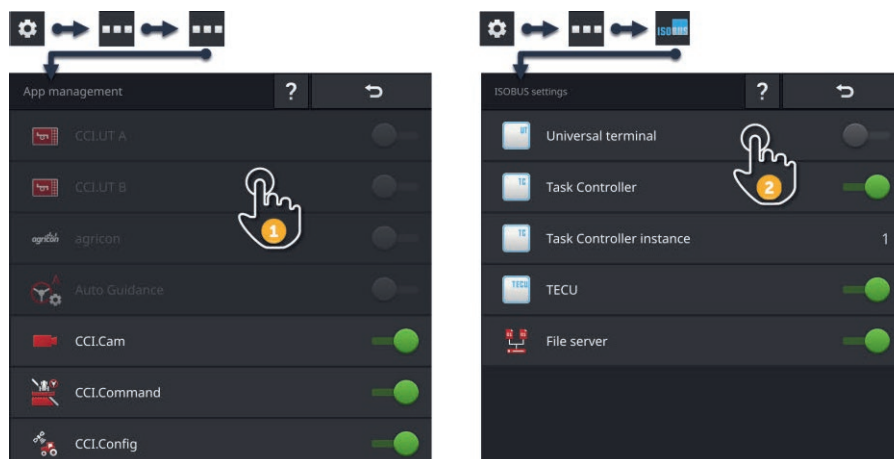 ISOBUS
App management ?
CCI.UT A
CCI.UT B
agricon agricon
Auto Guidance
CCI.Cam
CCI.Command
CCI.Config
1
ISOBUS settings ?
UT Universal terminal
TC Task Controller
TC Task Controller instance 1
TECU TECU
File server
2